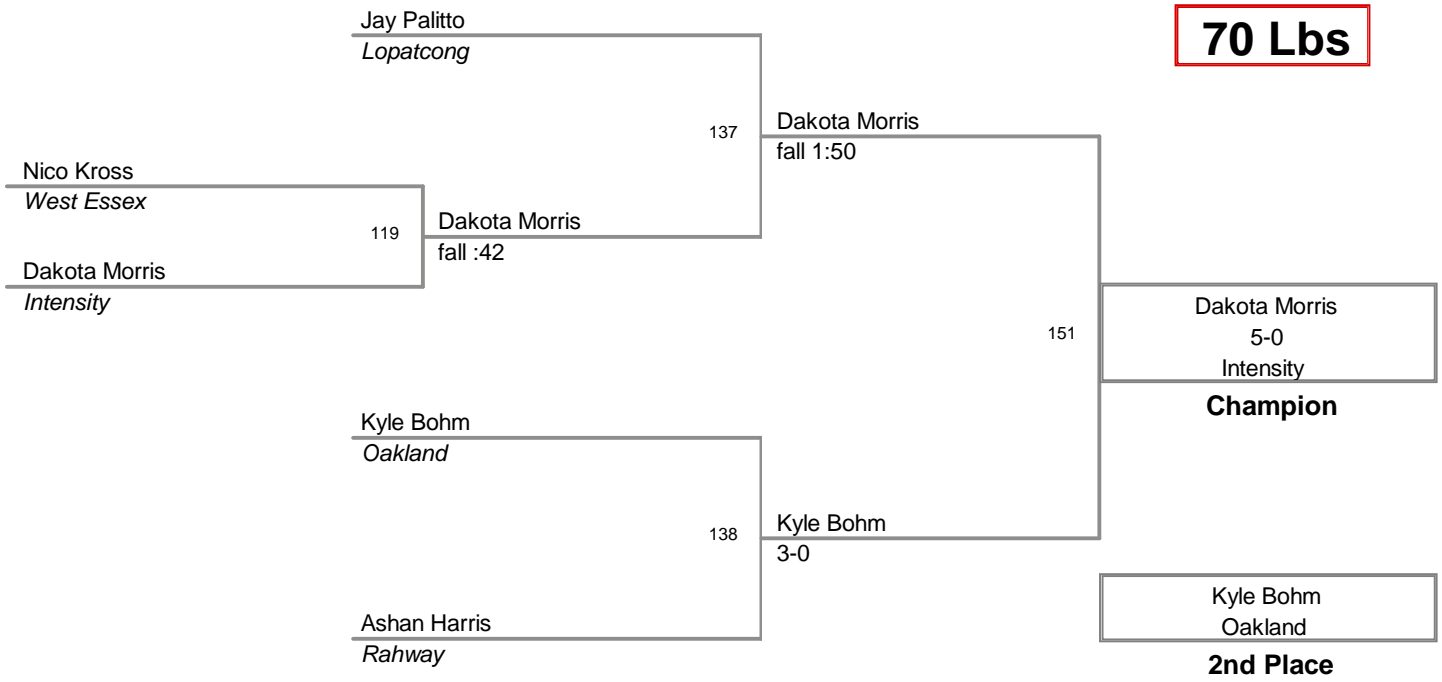 Jay Palitto
Lopatcong
70 Lbs
137
Dakota Morris
fall 1:50
Nico Kross
West Essex
119
Dakota Morris
fall :42
Dakota Morris
Intensity
151
Dakota Morris
5-0
Intensity
Champion
Kyle Bohm
Oakland
138
Kyle Bohm
3-0
Ashan Harris
Rahway
Kyle Bohm
Oakland
2nd Place